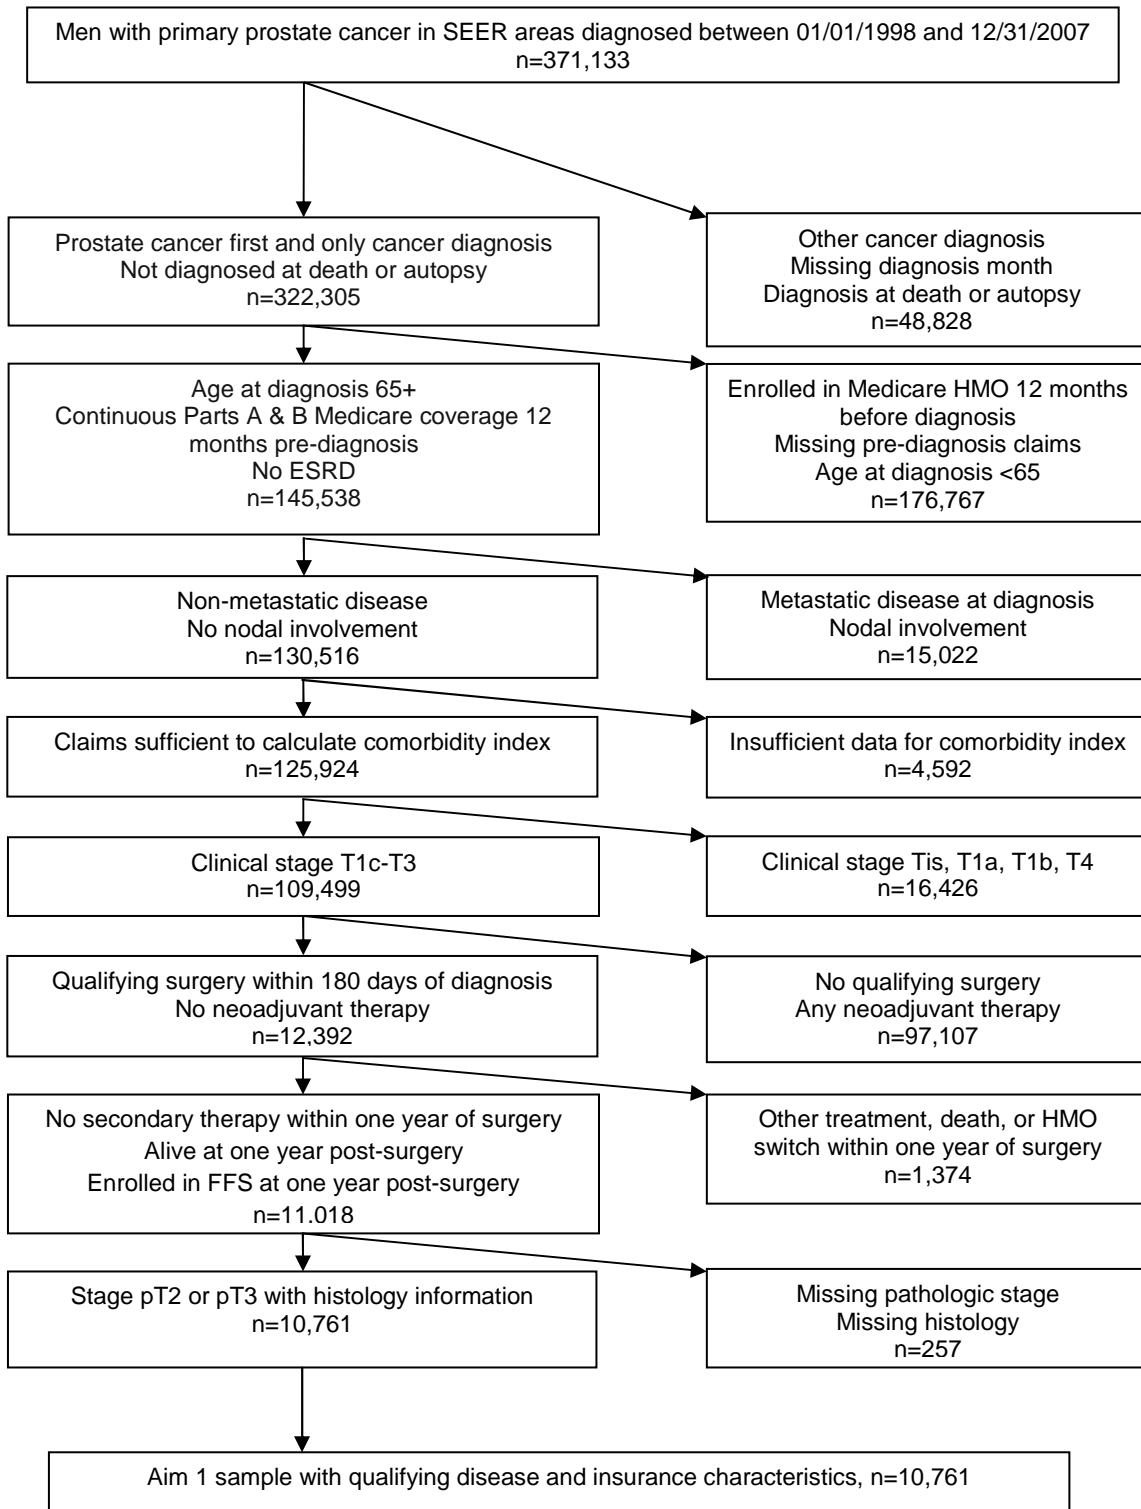 Men with primary prostate cancer in SEER areas diagnosed between 01/01/1998 and 12/31/2007
n=371,133
Prostate cancer first and only cancer diagnosis
Not diagnosed at death or autopsy
n=322,305
Other cancer diagnosis
Missing diagnosis month
Diagnosis at death or autopsy
n=48,828
Age at diagnosis 65+
Continuous Parts A & B Medicare coverage 12
months pre-diagnosis
No ESRD
n=145,538
Enrolled in Medicare HMO 12 months
before diagnosis
Missing pre-diagnosis claims
Age at diagnosis <65
n=176,767
Non-metastatic disease
No nodal involvement
n=130,516
Metastatic disease at diagnosis
Nodal involvement
n=15,022
Claims sufficient to calculate comorbidity index
n=125,924
Insufficient data for comorbidity index
n=4,592
Clinical stage T1c-T3
n=109,499
Clinical stage Tis, T1a, T1b, T4
n=16,426
Qualifying surgery within 180 days of diagnosis
No neoadjuvant therapy
n=12,392
No qualifying surgery
Any neoadjuvant therapy
n=97,107
No secondary therapy within one year of surgery
Alive at one year post-surgery
Enrolled in FFS at one year post-surgery
n=11,018
Other treatment, death, or HMO
switch within one year of surgery
n=1,374
Stage pT2 or pT3 with histology information
n=10,761
Missing pathologic stage
Missing histology
n=257
Aim 1 sample with qualifying disease and insurance characteristics, n=10,761